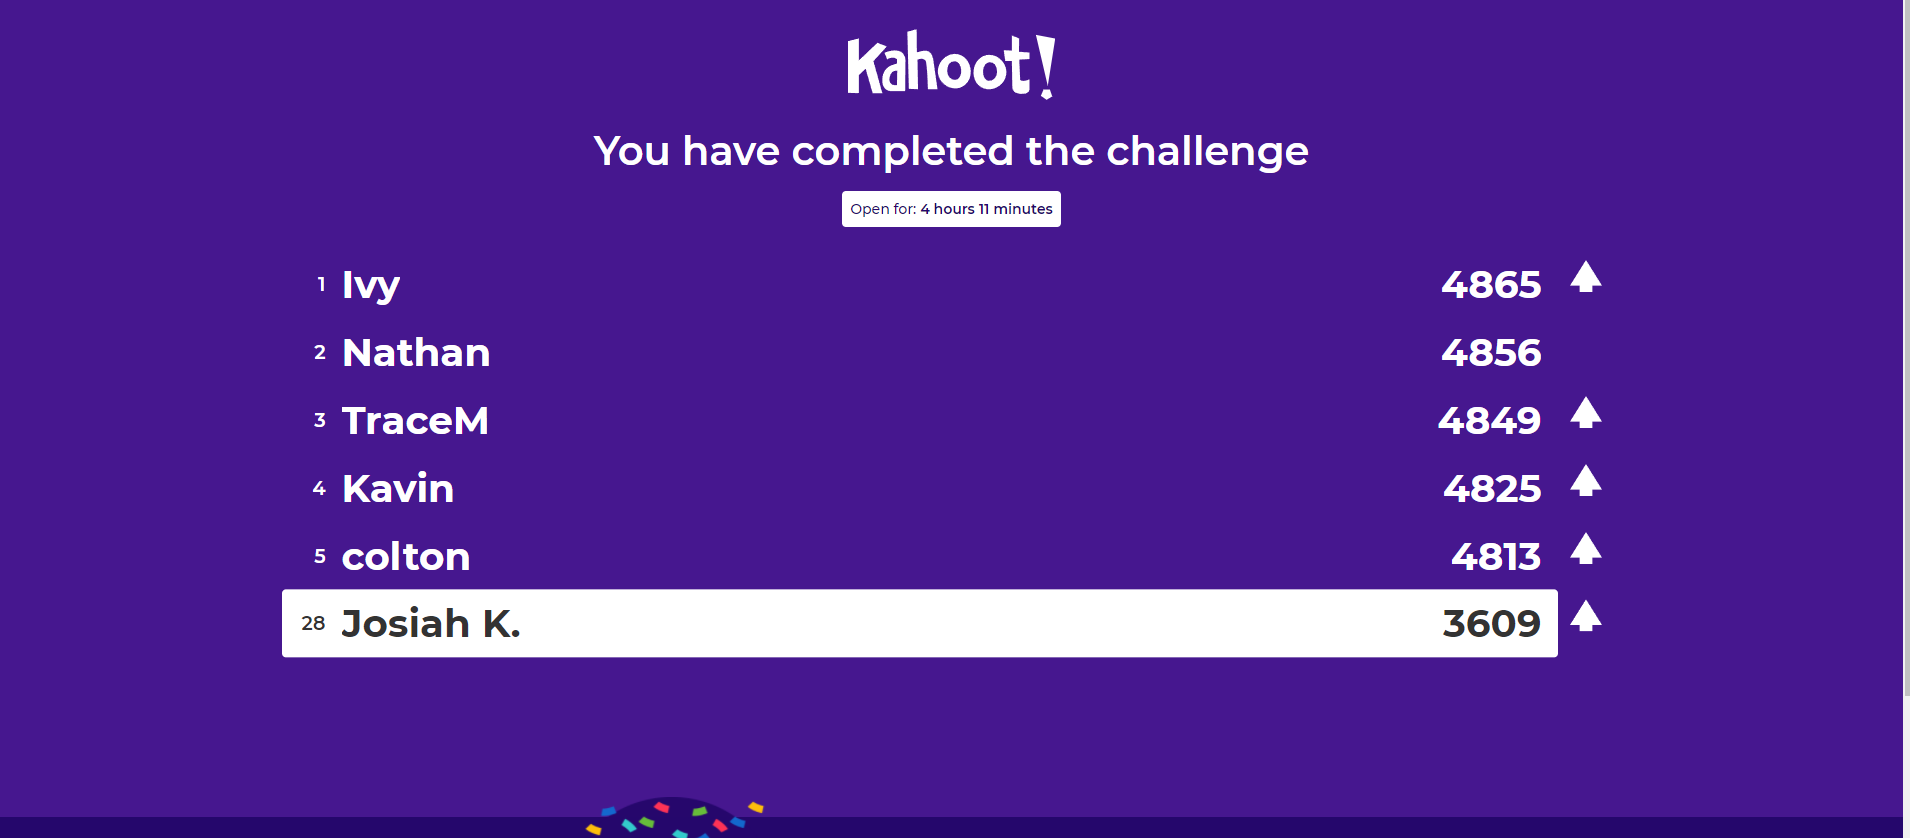 Kahoot!
You have completed the challenge
Open for: 4 hours 11 minutes
1 Ivy 4865
2 Nathan 4856
3 TraceM 4849
4 Kavin 4825
5 colton 4813
28 Josiah K. 3609